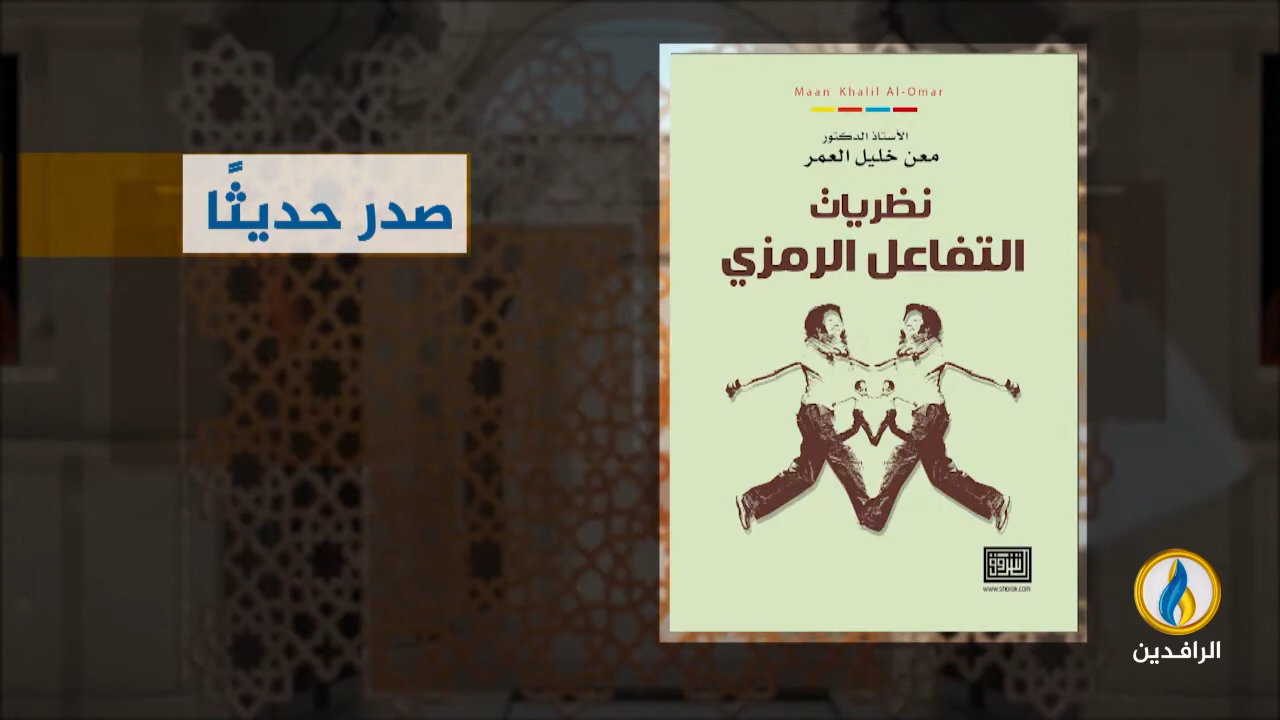 صدر حديثًا
Maan Khalil Al-Omar
الأستاذ الدكتور
معن خليل العمر
نظريات
التفاعل الرمزي
الشروق
www.shorok.com
الرافدين